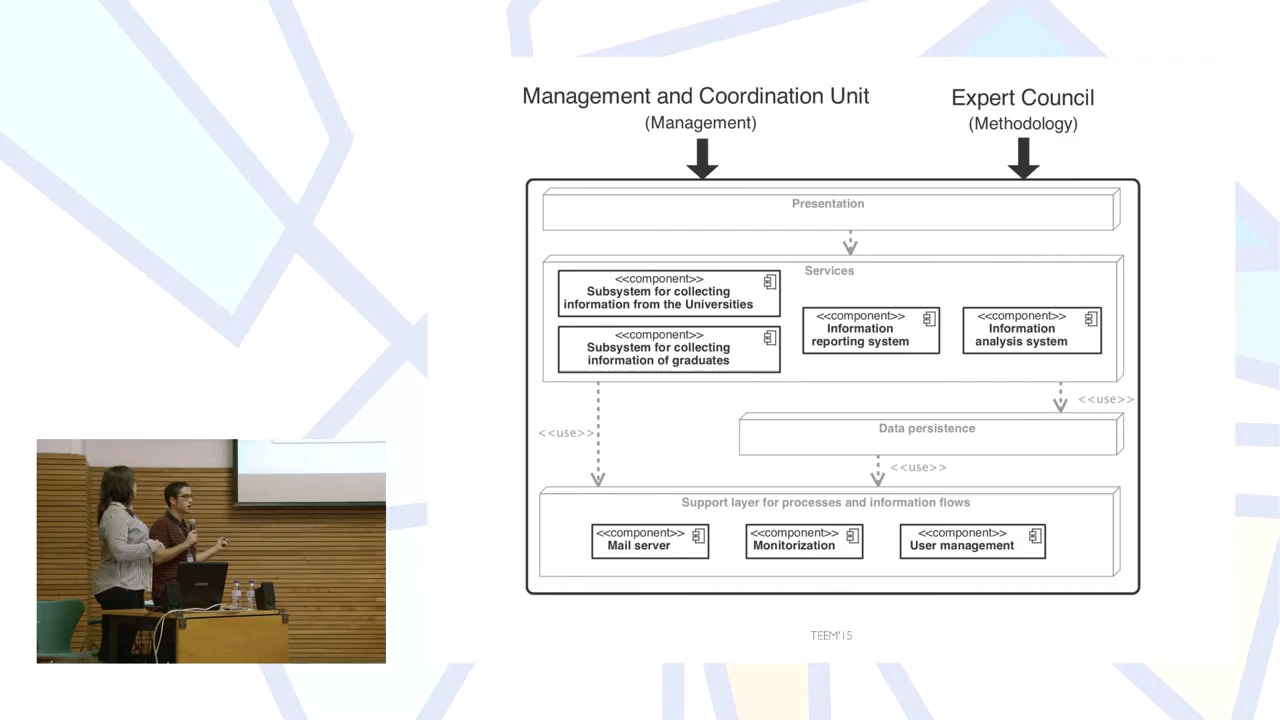 Management and Coordination Unit
(Management)
Expert Council
(Methodology)
Presentation
Services
<<component>>
Subsystem for collecting
information from the Universities
<<component>>
Subsystem for collecting
information of graduates
<<component>>
Information
reporting system
<<component>>
Information
analysis system
<<use>>
<<use>>
Data persistence
<<use>>
Support layer for processes and information flows
<<component>>
Mail server
<<component>>
Monitorization
<<component>>
User management
TEEM'15